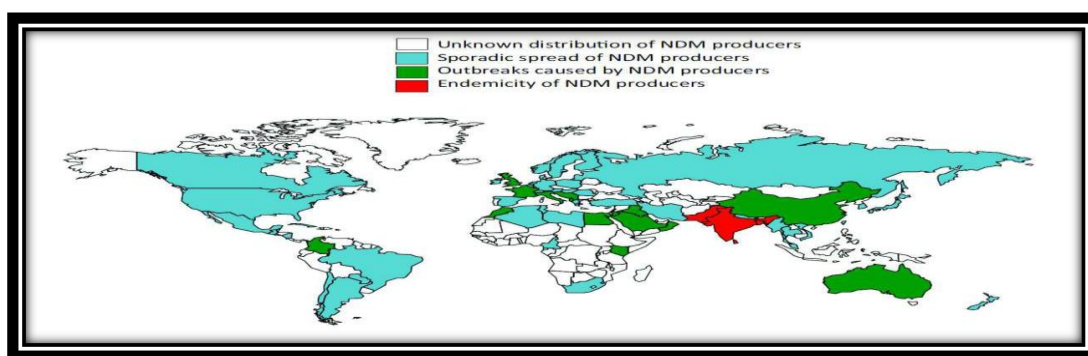 Unknown distribution of NDM producers
Sporadic spread of NDM producers
Outbreaks caused by NDM producers
Endemicity of NDM producers